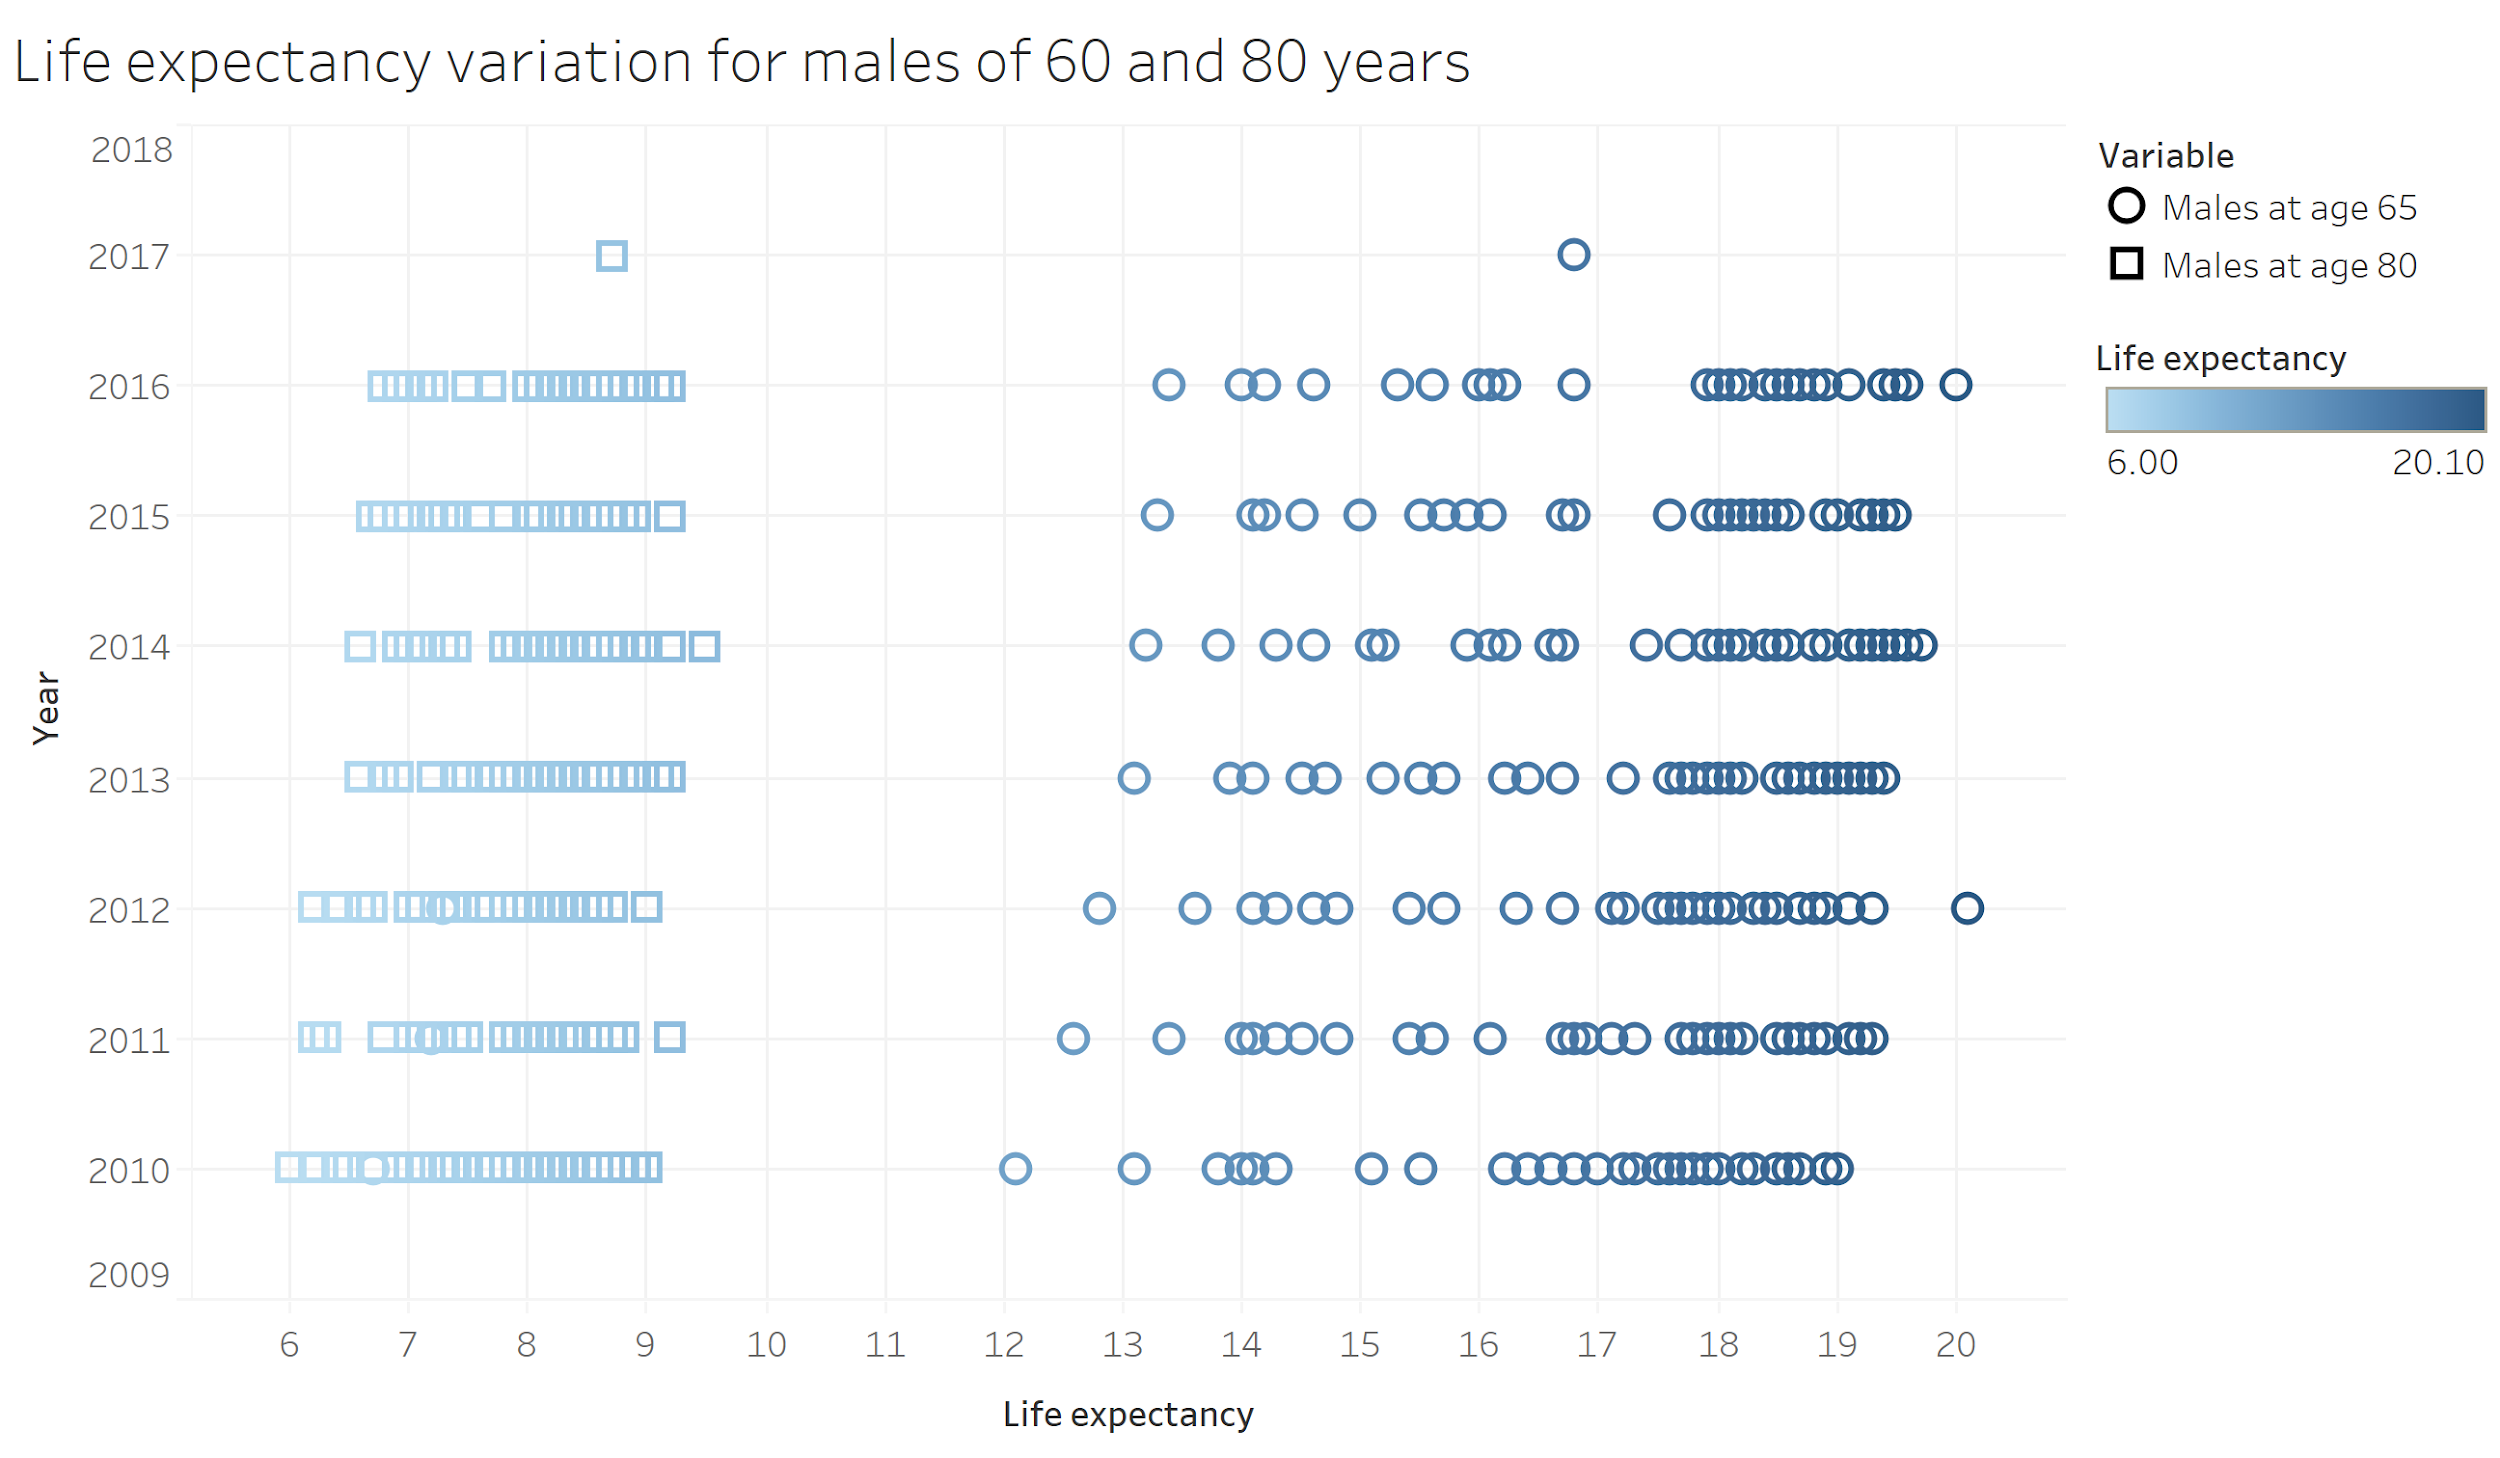 Life expectancy variation for males of 60 and 80 years
2018
2017
2016
2015
2014
2013
2012
2011
2010
2009
Year
6 7 8 9 10 11 12 13 14 15 16 17 18 19 20
Life expectancy
Variable
Males at age 65
Males at age 80
Life expectancy
6.00 20.10